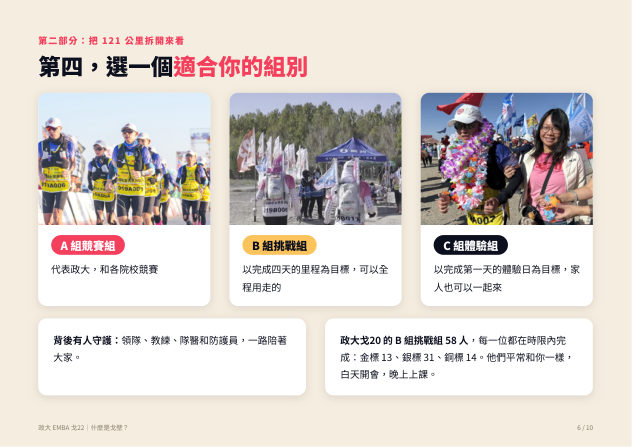 第二部分：把 121 公里拆開來看
第四，選一個適合你的組別
A 組競賽組
代表政大，和各院校競賽
B 組挑戰組
以完成四天的里程為目標，可以全
程用走的
C 組體驗組
以完成第一天的體驗日為目標，家
人也可以一起來
背後有人守護：領隊、教練、隊醫和防護員，一路陪著
大家。
政大戈20 的 B 組挑戰組 58 人，每一位都在時限內完
成：金標 13、銀標 31、銅標 14。他們平常和你一樣，
白天開會，晚上上課。
政大 EMBA 戈22｜什麼是戈壁？
6 / 10